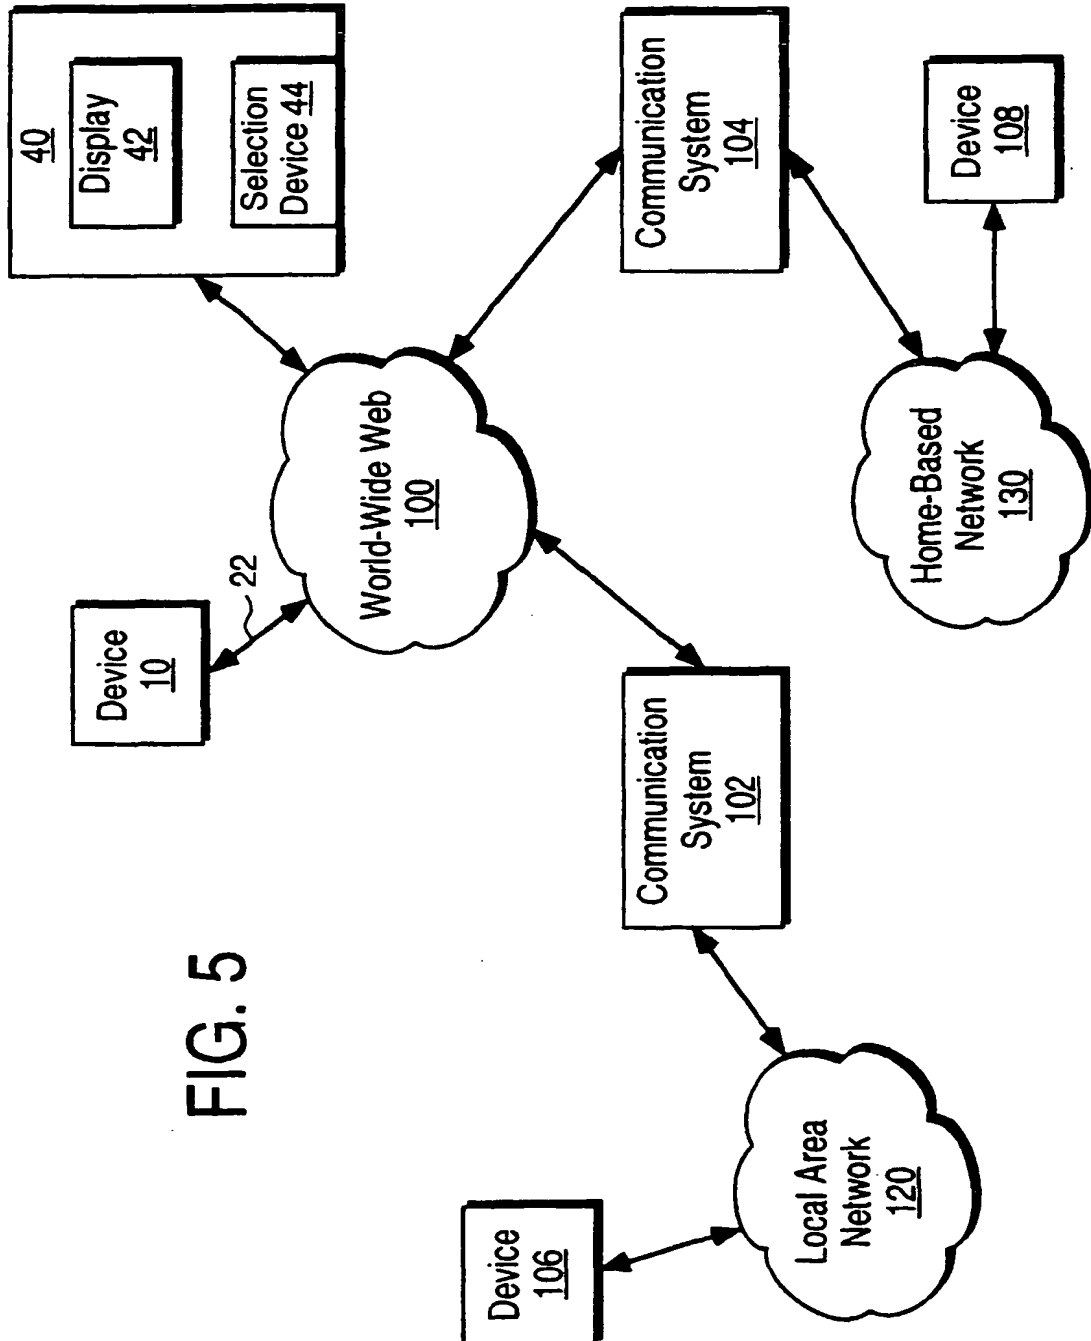 FIG. 5
Device
106
Local Area
Network
120
Device
10
22
Communication
System
102
World-Wide Web
100
40
Display
42
Selection
Device 44
Communication
System
104
Home-Based
Network
130
Device
108